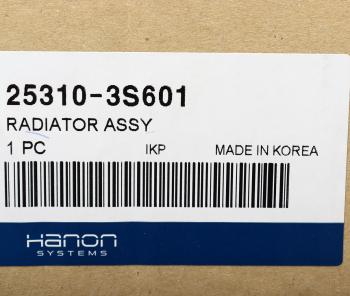 25310-3S601
RADIATOR ASSY
1 PC IKP MADE IN KOREA
Hanon
SYSTEMS